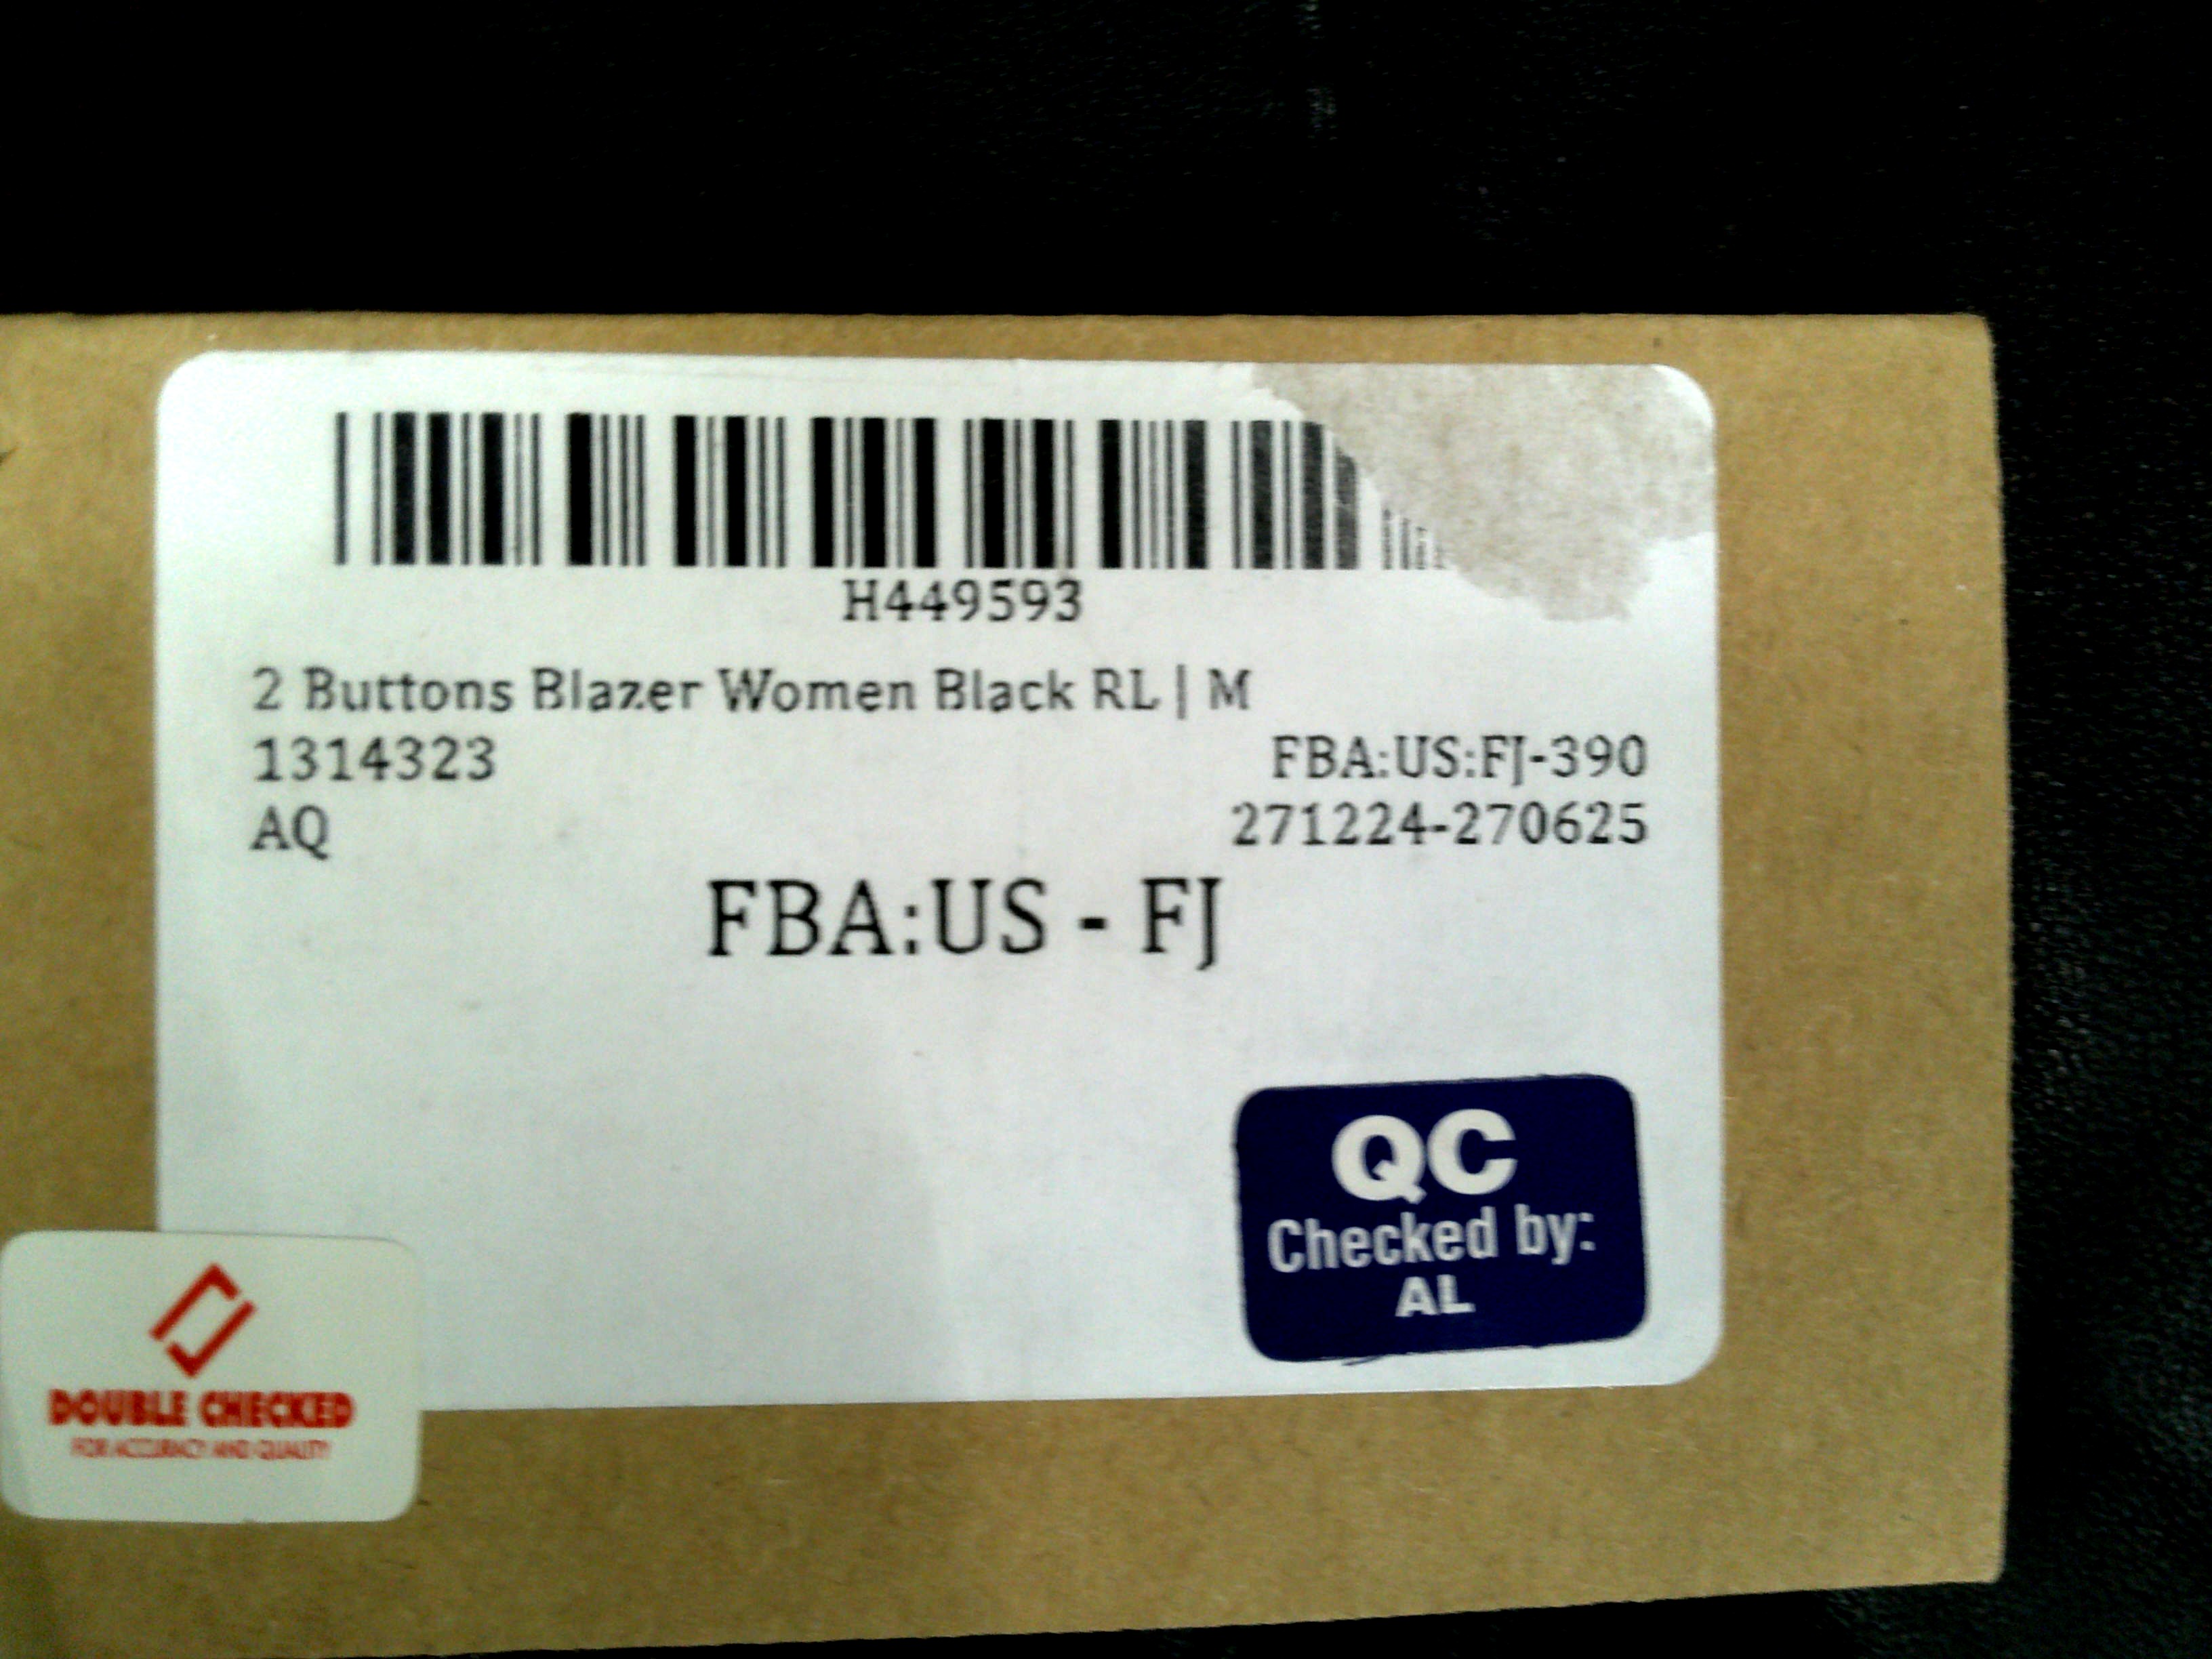 H449593
2 Buttons Blazer Women Black RL | M
1314323
FBA:US:FJ-390
AQ
271224-270625
FBA:US - FJ
QC
Checked by:
AL
DOUBLE CHECKED
FOR ACCURACY AND QUALITY